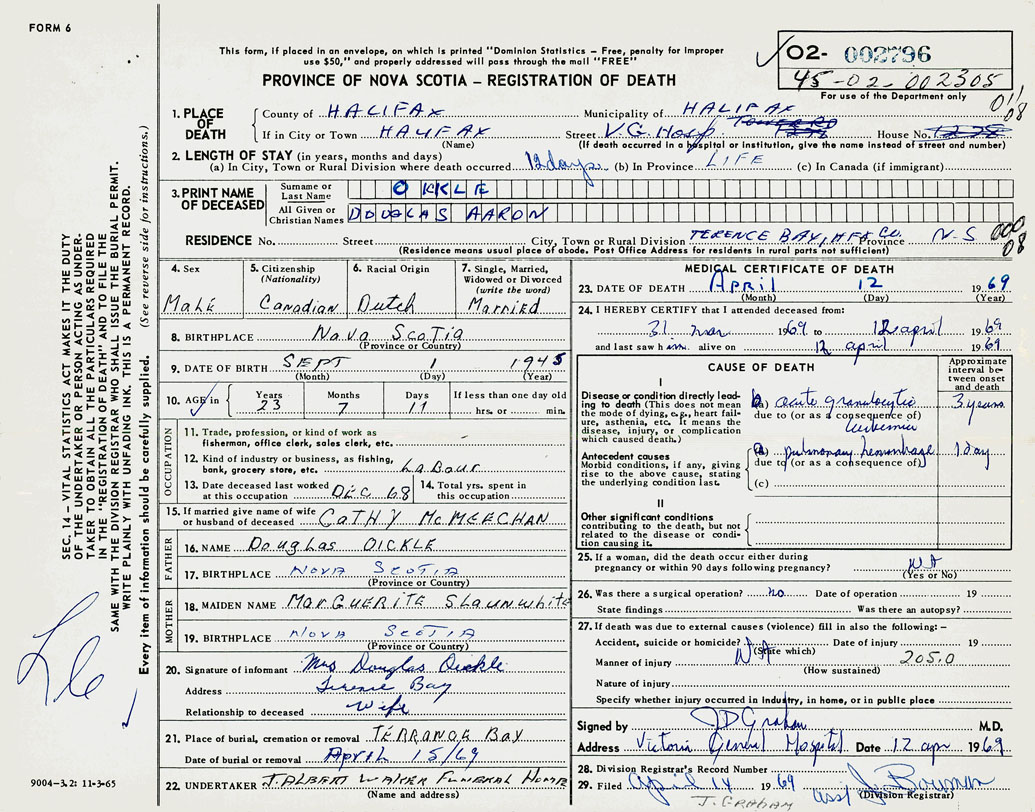 FORM 6
This form, if placed in an envelope, on which is printed "Dominion Statistics – Free, penalty for improper
use $50," and properly addressed will pass through the mail "FREE"
PROVINCE OF NOVA SCOTIA – REGISTRATION OF DEATH
02- 002796
45-02-002305
For use of the Department only
011
08
1. PLACE OF DEATH
County of HALIFAX Municipality of HALIFAX
If in City or Town HALIFAX Street V.G. Hosp House No.
(Name) (If death occurred in a hospital or institution, give the name instead of street and number)
2. LENGTH OF STAY (in years, months and days)
(a) In City, Town or Rural Division where death occurred 12 days (b) In Province LIFE (c) In Canada (if immigrant)
3. PRINT NAME OF DECEASED
Surname or Last Name OICKLE
All Given or Christian Names DOUGLAS AARON
RESIDENCE No. Street City, Town or Rural Division TERENCE BAY, HFX CO. Province N.S. 000
08
(Residence means usual place of abode. Post Office Address for residents in rural parts not sufficient)
4. Sex
Male
5. Citizenship (Nationality)
Canadian
6. Racial Origin
Dutch
7. Single, Married, Widowed or Divorced (write the word)
Married
8. BIRTHPLACE Nova Scotia
(Province or Country)
9. DATE OF BIRTH SEPT 1 1945
(Month) (Day) (Year)
10. AGE in Years 23 Months 7 Days 11 If less than one day old hrs. or min.
OCCUPATION
11. Trade, profession, or kind of work as fisherman, office clerk, sales clerk, etc.
12. Kind of industry or business, as fishing, bank, grocery store, etc. Labour
13. Date deceased last worked at this occupation DEC 68 14. Total yrs. spent in this occupation
15. If married give name of wife or husband of deceased CATHY McMEECHAN
FATHER
16. NAME Douglas OICKLE
17. BIRTHPLACE NOVA SCOTIA
(Province or Country)
MOTHER
18. MAIDEN NAME MARGUERITE Slaunwhite
19. BIRTHPLACE NOVA SCOTIA
(Province or Country)
20. Signature of informant Mrs Douglas Oickle
Address Terence Bay
Relationship to deceased Wife
21. Place of burial, cremation or removal TERRANCE BAY
Date of burial or removal April 15/69
22. UNDERTAKER J. ALBERT WALKER FUNERAL HOME
(Name and address)
MEDICAL CERTIFICATE OF DEATH
23. DATE OF DEATH April 12 1969
(Month) (Day) (Year)
24. I HEREBY CERTIFY that I attended deceased from:
31 mar 1969 to 12 april 1969
and last saw him alive on 12 april 1969
CAUSE OF DEATH
Approximate interval between onset and death
I
Disease or condition directly leading to death (This does not mean the mode of dying, e.g., heart failure, asthenia, etc. It means the disease, injury, or complication which caused death.)
(a) acute granulocytic 3 years
due to (or as a consequence of)
leukemia
Antecedent causes
Morbid conditions, if any, giving rise to the above cause, stating the underlying condition last.
pulmonary hemorrhage 1 day
due to (or as a consequence of)
(c)
II
Other significant conditions
contributing to the death, but not related to the disease or condition causing it.
25. If a woman, did the death occur either during pregnancy or within 90 days following pregnancy? NA
(Yes or No)
26. Was there a surgical operation? no Date of operation 19
State findings Was there an autopsy?
27. If death was due to external causes (violence) fill in also the following:–
Accident, suicide or homicide? NA Date of injury 19
(State which)
Manner of injury 205.0
(How sustained)
Nature of injury
Specify whether injury occurred in industry, in home, or in public place
Signed by JD Graham M.D.
Address Victoria General Hospital Date 12 apr 1969
28. Division Registrar's Record Number
29. Filed April 14 1969 asst
(Division Registrar)
J. GRAHAM
SEC. 14 – VITAL STATISTICS ACT MAKES IT THE DUTY
OF THE UNDERTAKER OR PERSON ACTING AS UNDER-
TAKER TO OBTAIN ALL THE PARTICULARS REQUIRED
IN THE "REGISTRATION OF DEATH" AND TO FILE THE
SAME WITH THE DIVISION REGISTRAR WHO SHALL ISSUE THE BURIAL PERMIT.
WRITE PLAINLY WITH UNFADING INK. THIS IS A PERMANENT RECORD.
Every item of information should be carefully supplied. (See reverse side for instructions.)
9004-3.2: 11-3-65